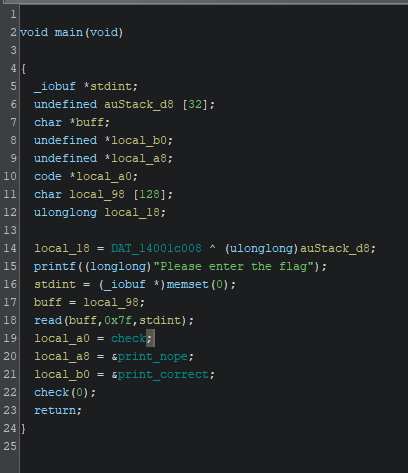 1
2 void main(void)
3
4 {
5 _iobuf *stdint;
6 undefined auStack_d8 [32];
7 char *buff;
8 undefined *local_b0;
9 undefined *local_a8;
10 code *local_a0;
11 char local_98 [128];
12 ulonglong local_18;
13
14 local_18 = DAT_14001c008 ^ (ulonglong)auStack_d8;
15 printf((longlong)"Please enter the flag");
16 stdint = (_iobuf *)memset(0);
17 buff = local_98;
18 read(buff,0x7f,stdint);
19 local_a0 = check;
20 local_a8 = &print_nope;
21 local_b0 = &print_correct;
22 check(0);
23 return;
24 }
25